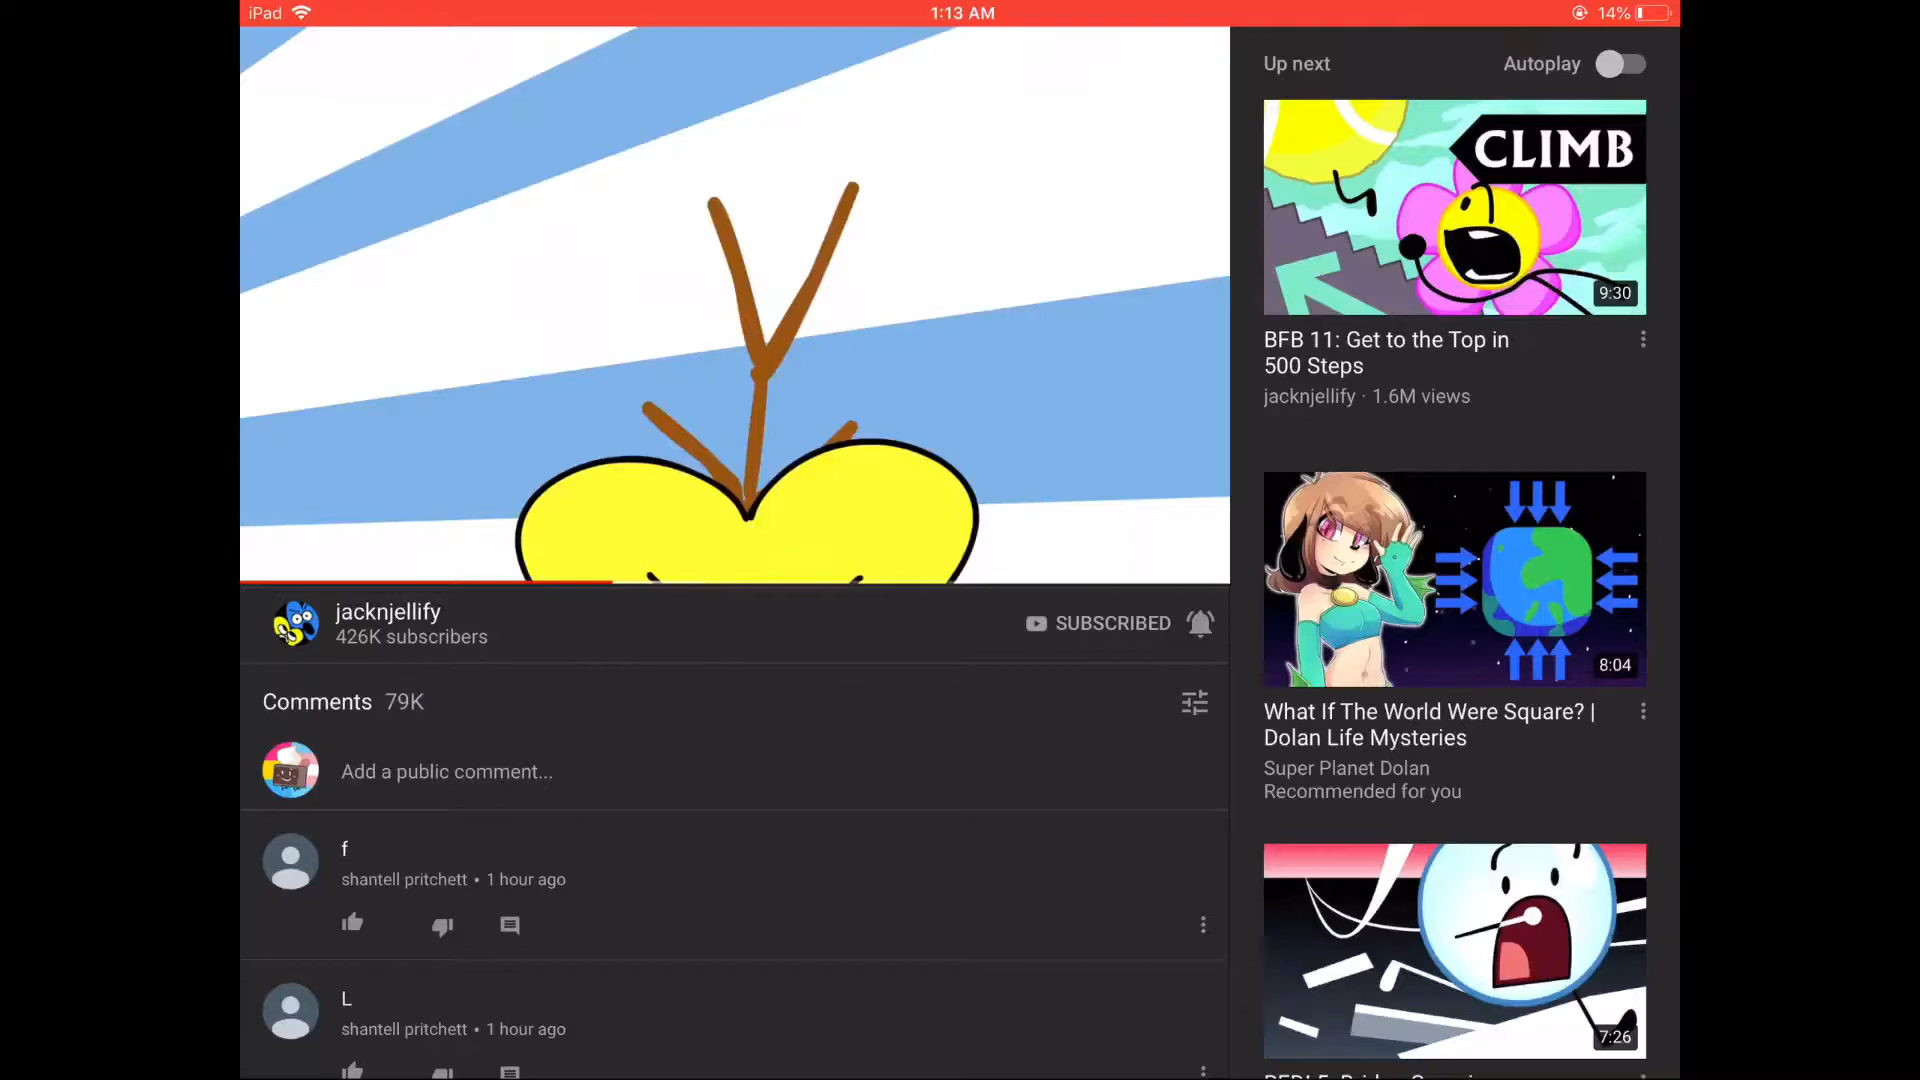 iPad
1:13 AM
14%
Up next
Autoplay
CLIMB
9:30
BFB 11: Get to the Top in
500 Steps
jacknjellify · 1.6M views
8:04
What If The World Were Square? |
Dolan Life Mysteries
Super Planet Dolan
Recommended for you
7:26
jacknjellify
426K subscribers
SUBSCRIBED
Comments 79K
Add a public comment...
f
shantell pritchett • 1 hour ago
L
shantell pritchett • 1 hour ago